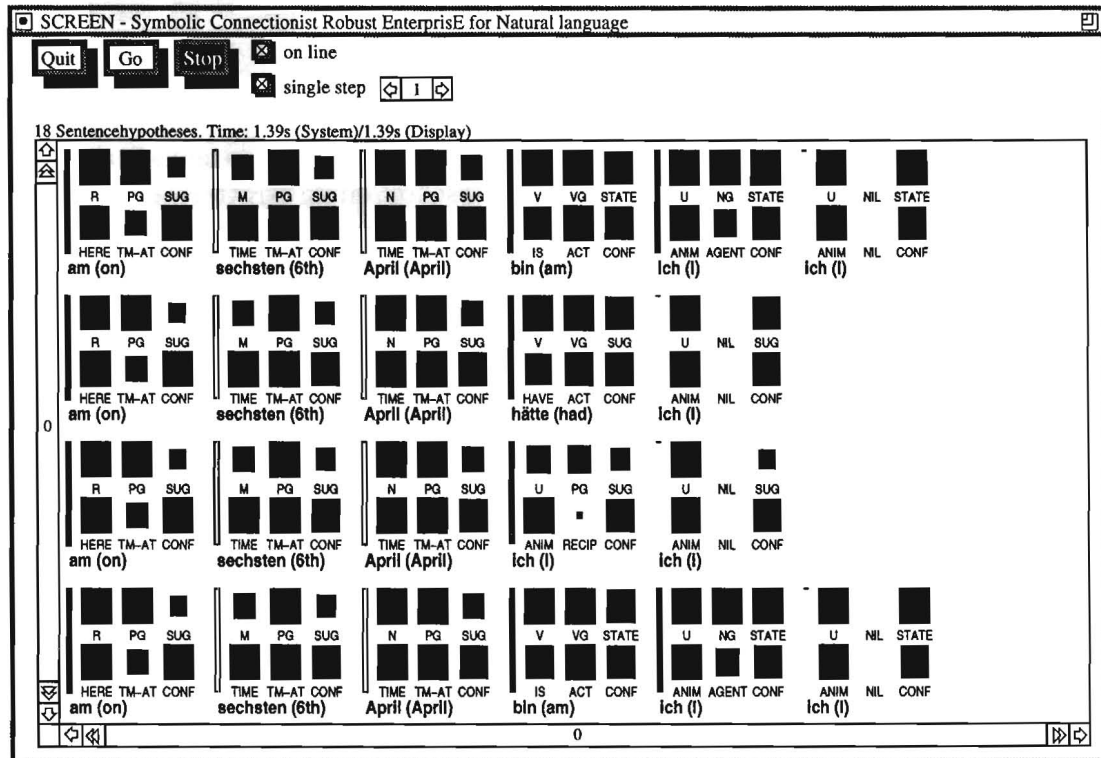 SCREEN - Symbolic Connectionist Robust EnterprisE for Natural language
Quit Go Stop on line
single step 1
18 Sentencehypotheses. Time: 1.39s (System)/1.39s (Display)
R PG SUG M PG SUG N PG SUG V VG STATE U NG STATE U NIL STATE
HERE TM-AT CONF TIME TM-AT CONF TIME TM-AT CONF IS ACT CONF ANIM AGENT CONF ANIM NIL CONF
am (on) sechsten (6th) April (April) bin (am) ich (I) ich (I)
R PG SUG M PG SUG N PG SUG V VG SUG U NIL SUG
HERE TM-AT CONF TIME TM-AT CONF TIME TM-AT CONF HAVE ACT CONF ANIM NIL CONF
am (on) sechsten (6th) April (April) hätte (had) ich (I)
0
R PG SUG M PG SUG N PG SUG U PG SUG U NIL SUG
HERE TM-AT CONF TIME TM-AT CONF TIME TM-AT CONF ANIM RECIP CONF ANIM NIL CONF
am (on) sechsten (6th) April (April) ich (I) ich (I)
R PG SUG M PG SUG N PG SUG V VG STATE U NG STATE U NIL STATE
HERE TM-AT CONF TIME TM-AT CONF TIME TM-AT CONF IS ACT CONF ANIM AGENT CONF ANIM NIL CONF
am (on) sechsten (6th) April (April) bin (am) ich (I) ich (I)
0